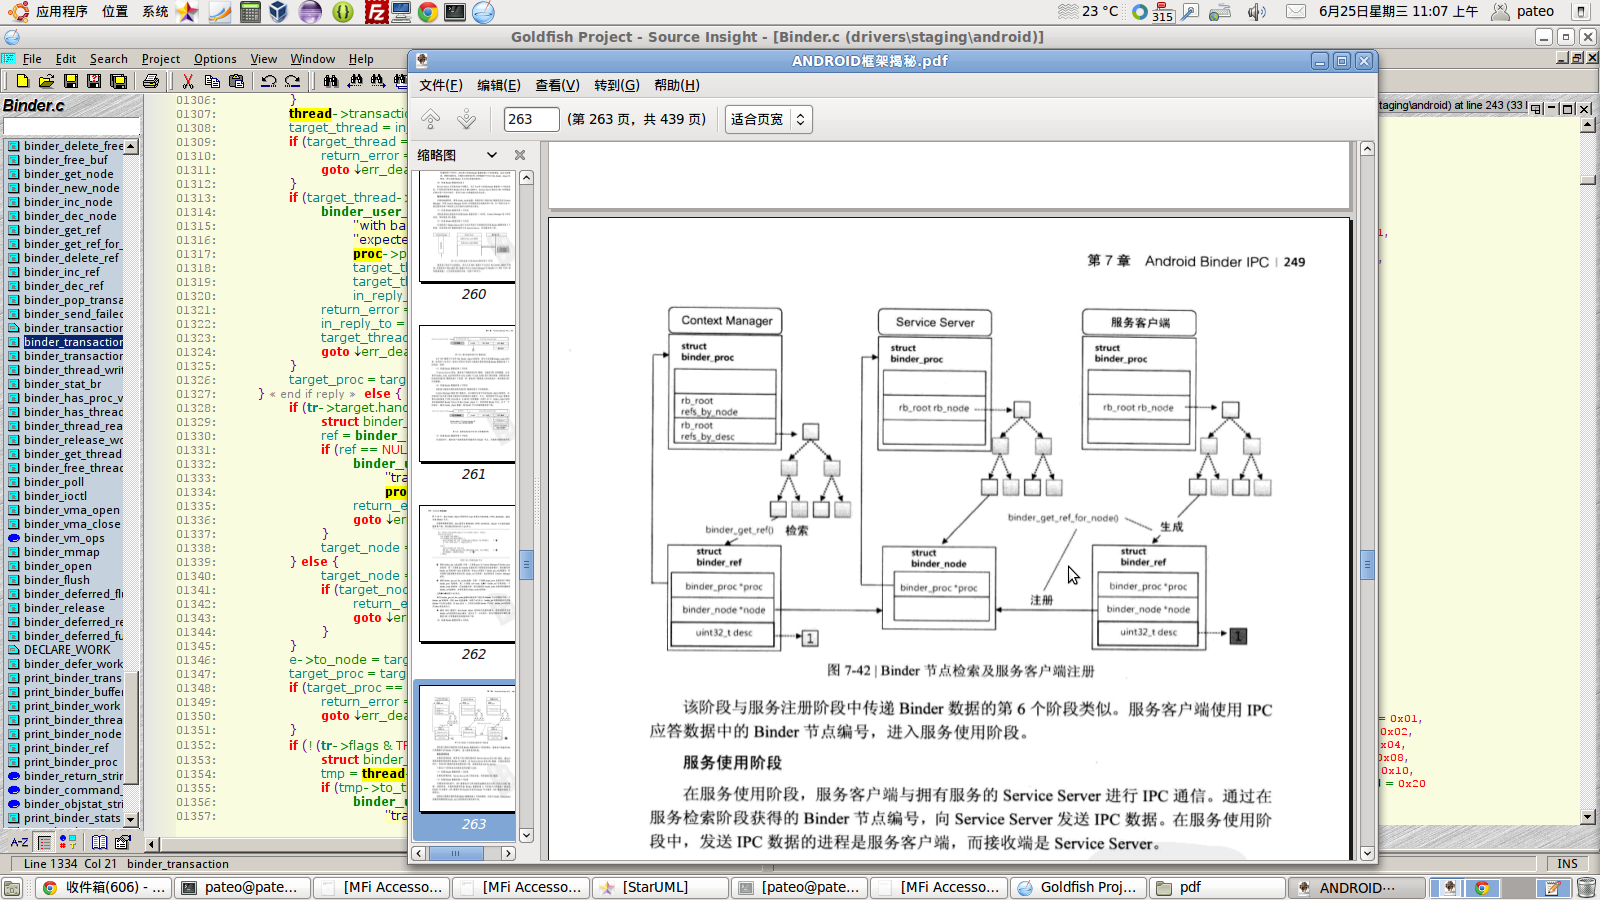 应用程序 位置 系统
23 °C
315
6月25日星期三 11:07 上午
pateo
Goldfish Project - Source Insight - [Binder.c (drivers\staging\android)]
File Edit Search Project Options View Window Help
Binder.c
binder_delete_free
binder_free_buf
binder_get_node
binder_new_node
binder_inc_node
binder_dec_node
binder_get_ref
binder_get_ref_for_
binder_delete_ref
binder_inc_ref
binder_dec_ref
binder_pop_transa
binder_send_failed
binder_transaction
binder_transaction
binder_transaction
binder_thread_writ
binder_stat_br
binder_has_proc_v
binder_has_thread
binder_thread_rea
binder_release_wo
binder_get_thread
binder_free_thread
binder_poll
binder_ioctl
binder_vma_open
binder_vma_close
binder_vm_ops
binder_mmap
binder_open
binder_flush
binder_deferred_flu
binder_release
binder_deferred_re
binder_deferred_fu
DECLARE_WORK
binder_defer_work
print_binder_trans
print_binder_buffer
print_binder_work
print_binder_threa
print_binder_node
print_binder_ref
print_binder_proc
binder_return_strin
binder_command_
binder_objstat_stri
print_binder_stats
A-Z
01306: }
01307: thread->transactio
01308: target_thread = in_
01309: if (target_thread =
01310: return_error =
01311: goto ↓err_dea
01312: }
01313: if (target_thread->
01314: binder_user_
01315: "with ba
01316: "expecte
01317: proc->p
01318: target_th
01319: target_th
01320: in_reply_
01321: return_error =
01322: in_reply_to =
01323: target_thread
01324: goto ↓err_dea
01325: }
01326: target_proc = targ
01327: } « end if reply » else {
01328: if (tr->target.hand
01329: struct binder_
01330: ref = binder_
01331: if (ref == NUL
01332: binder_u
01333: "tra
01334: pro
01335: return_e
01336: goto ↓er
01337: }
01338: target_node =
01339: } else {
01340: target_node =
01341: if (target_nod
01342: return_e
01343: goto ↓er
01344: }
01345: }
01346: e->to_node = targ
01347: target_proc = targ
01348: if (target_proc ==
01349: return_error =
01350: goto ↓err_dea
01351: }
01352: if (! (tr->flags & TF
01353: struct binder_
01354: tmp = thread-
01355: if (tmp->to_t
01356: binder_u
01357: "tra
taging\android) at line 243 (33
1,
= 0x01,
0x02,
0x04,
0x08,
0x10,
= 0x20
Line 1334 Col 21 binder_transaction
INS
ANDROID框架揭秘.pdf
文件(F) 编辑(E) 查看(V) 转到(G) 帮助(H)
263 (第 263 页，共 439 页) 适合页宽
缩略图
260
261
262
263
第 7 章 Android Binder IPC | 249
Context Manager
Service Server
服务客户端
struct
binder_proc
rb_root
refs_by_node
rb_root
refs_by_desc
struct
binder_proc
rb_root rb_node
struct
binder_proc
rb_root rb_node
binder_get_ref() 检索
binder_get_ref_for_node() 生成
注册
struct
binder_ref
binder_proc *proc
binder_node *node
uint32_t desc
1
struct
binder_node
binder_proc *proc
struct
binder_ref
binder_proc *proc
binder_node *node
uint32_t desc
1
图 7-42 | Binder 节点检索及服务客户端注册
该阶段与服务注册阶段中传递 Binder 数据的第 6 个阶段类似。服务客户端使用 IPC
应答数据中的 Binder 节点编号，进入服务使用阶段。
服务使用阶段
在服务使用阶段，服务客户端与拥有服务的 Service Server 进行 IPC 通信。通过在
服务检索阶段获得的 Binder 节点编号，向 Service Server 发送 IPC 数据。在服务使用阶
段中，发送 IPC 数据的进程是服务客户端，而接收端是 Service Server。
收件箱(606) - ...
pateo@pate...
[MFi Accesso...
[MFi Accesso...
[StarUML]
[pateo@pate...
[MFi Accesso...
Goldfish Proj...
pdf
ANDROID···